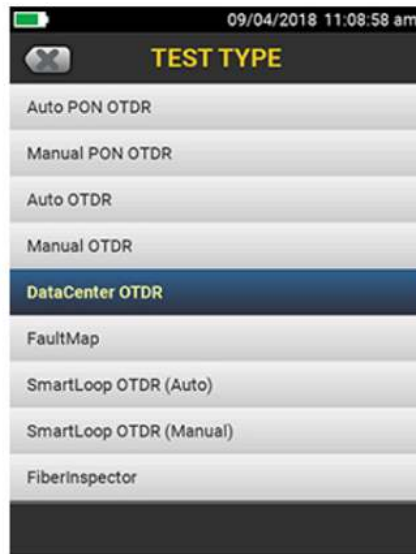 09/04/2018 11:08:58 am
TEST TYPE
Auto PON OTDR
Manual PON OTDR
Auto OTDR
Manual OTDR
DataCenter OTDR
FaultMap
SmartLoop OTDR (Auto)
SmartLoop OTDR (Manual)
FiberInspector